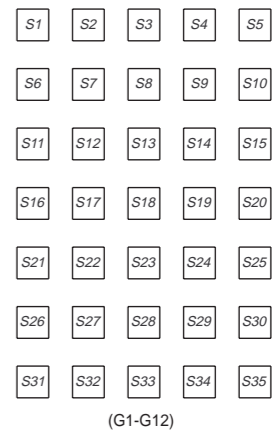 S1 S2 S3 S4 S5
S6 S7 S8 S9 S10
S11 S12 S13 S14 S15
S16 S17 S18 S19 S20
S21 S22 S23 S24 S25
S26 S27 S28 S29 S30
S31 S32 S33 S34 S35
(G1-G12)